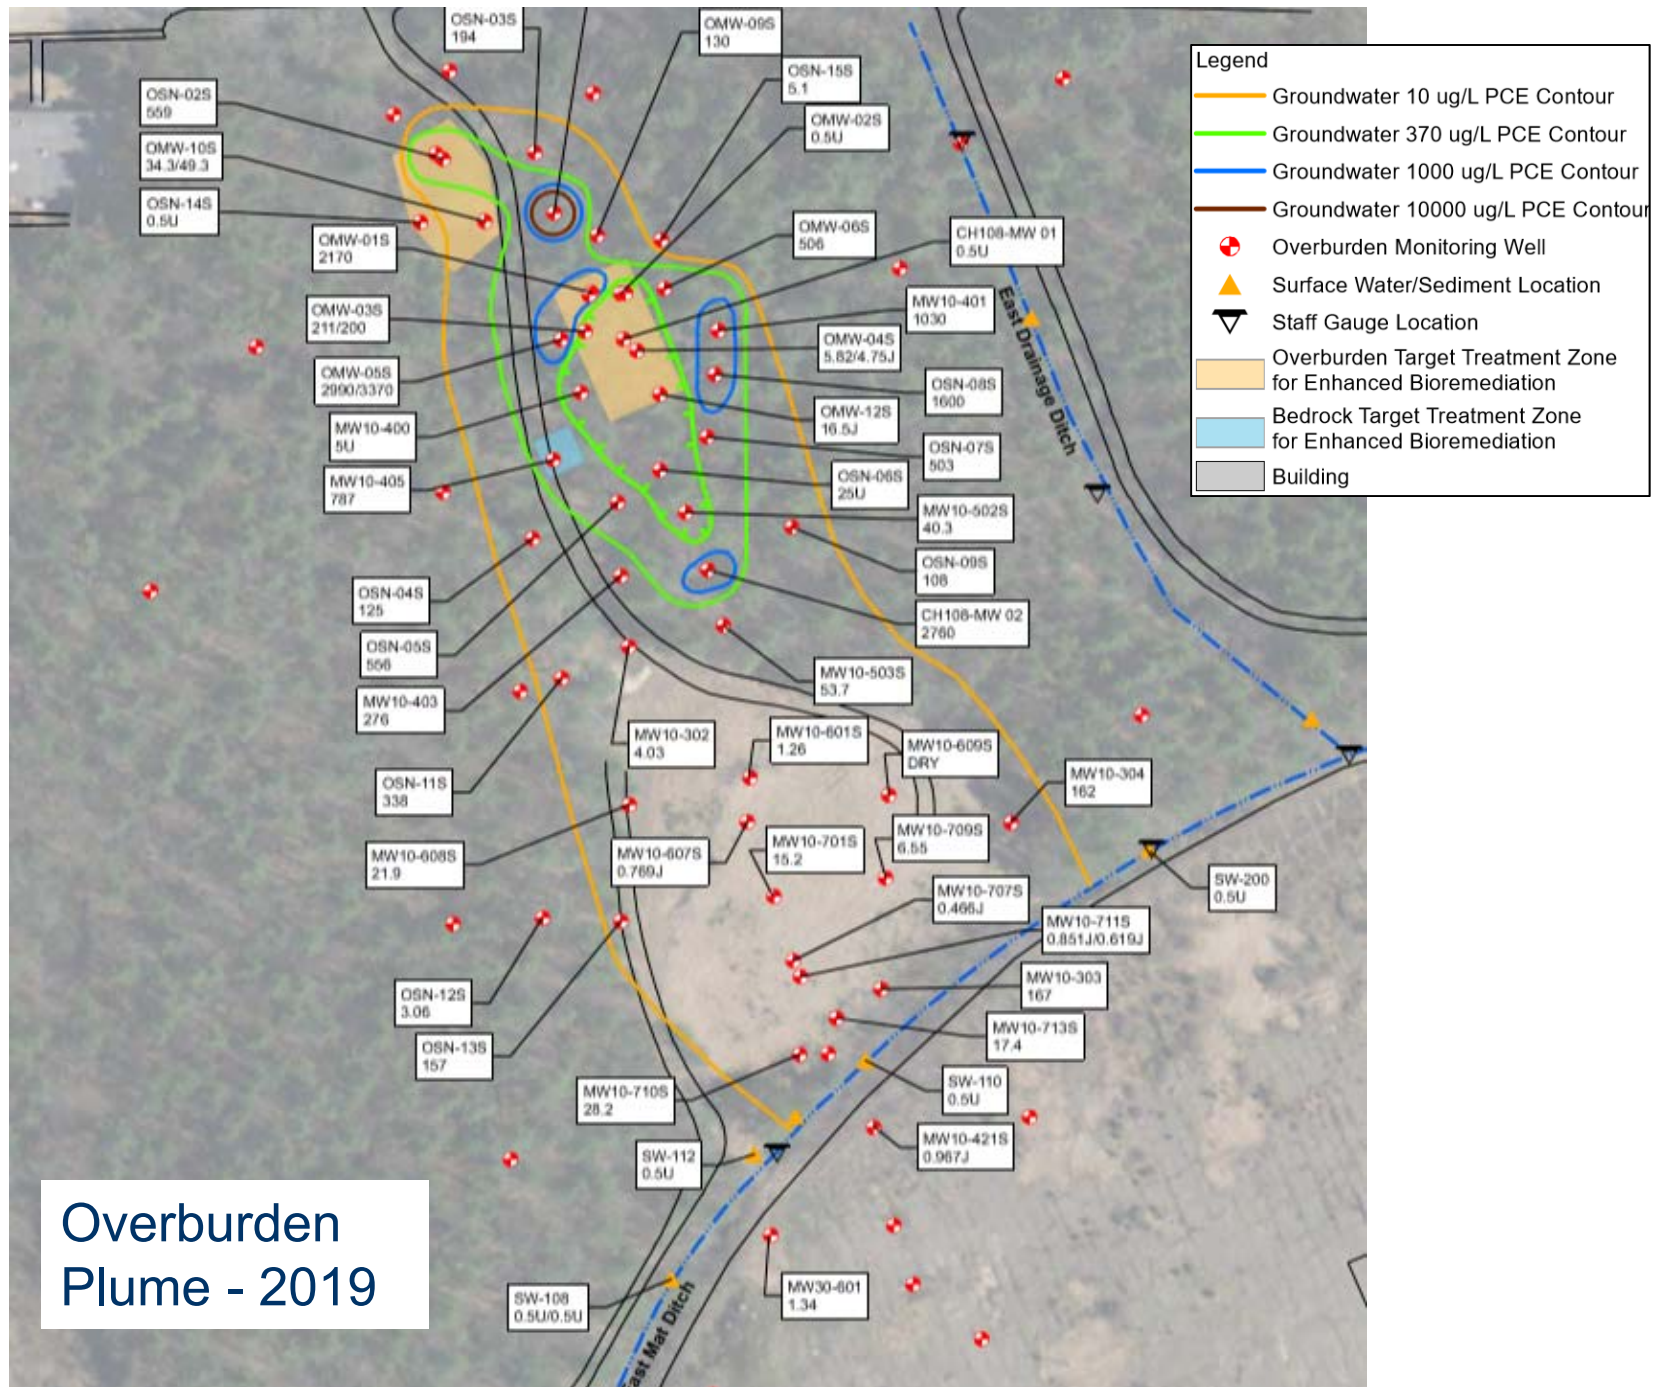 OSN-03S
194
OMW-09S
130
OSN-15S
5.1
OMW-02S
0.5U
OSN-02S
559
OMW-10S
34.3/49.3
OSN-14S
0.5U
OMW-01S
2170
OMW-06S
506
CH108-MW 01
0.5U
OMW-03S
211/200
MW10-401
1030
OMW-04S
5.82/4.75J
OMW-05S
2990/3370
OSN-08S
1600
OMW-12S
16.5J
MW10-400
5U
OSN-07S
503
MW10-405
787
OSN-06S
25U
MW10-502S
40.3
OSN-09S
108
OSN-04S
125
CH108-MW 02
2760
OSN-05S
556
MW10-503S
53.7
MW10-403
276
MW10-302
4.03
MW10-601S
1.26
MW10-609S
DRY
MW10-304
162
OSN-11S
338
MW10-608S
21.9
MW10-607S
0.769J
MW10-701S
15.2
MW10-709S
6.55
MW10-707S
0.466J
SW-200
0.5U
MW10-711S
0.851J/0.619J
OSN-12S
3.06
MW10-303
167
OSN-13S
157
MW10-713S
17.4
MW10-710S
28.2
SW-110
0.5U
SW-112
0.5U
MW10-421S
0.967J
SW-108
0.5U/0.5U
MW30-601
1.34
East Drainage Ditch
East Mat Ditch
Legend
Groundwater 10 ug/L PCE Contour
Groundwater 370 ug/L PCE Contour
Groundwater 1000 ug/L PCE Contour
Groundwater 10000 ug/L PCE Contour
Overburden Monitoring Well
Surface Water/Sediment Location
Staff Gauge Location
Overburden Target Treatment Zone
for Enhanced Bioremediation
Bedrock Target Treatment Zone
for Enhanced Bioremediation
Building
Overburden
Plume - 2019